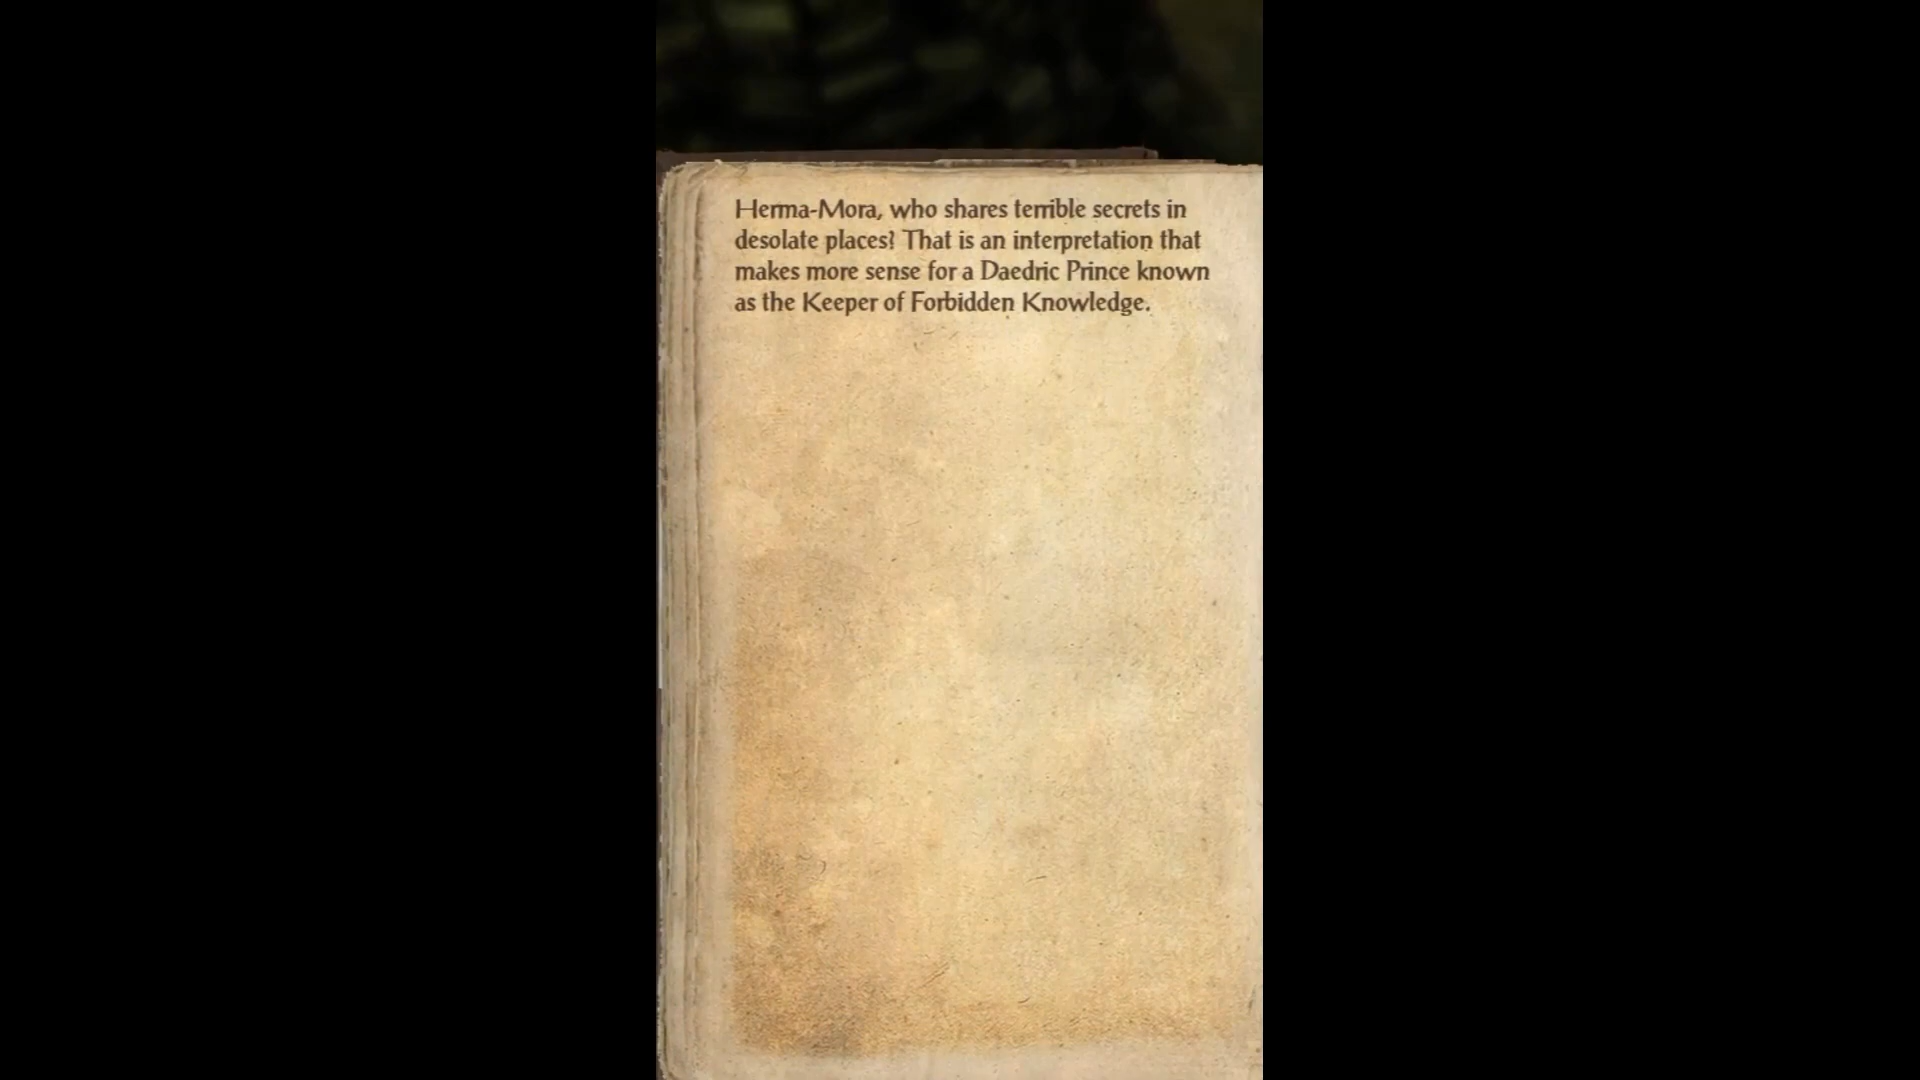 Herma-Mora, who shares terrible secrets in
desolate places? That is an interpretation that
makes more sense for a Daedric Prince known
as the Keeper of Forbidden Knowledge.